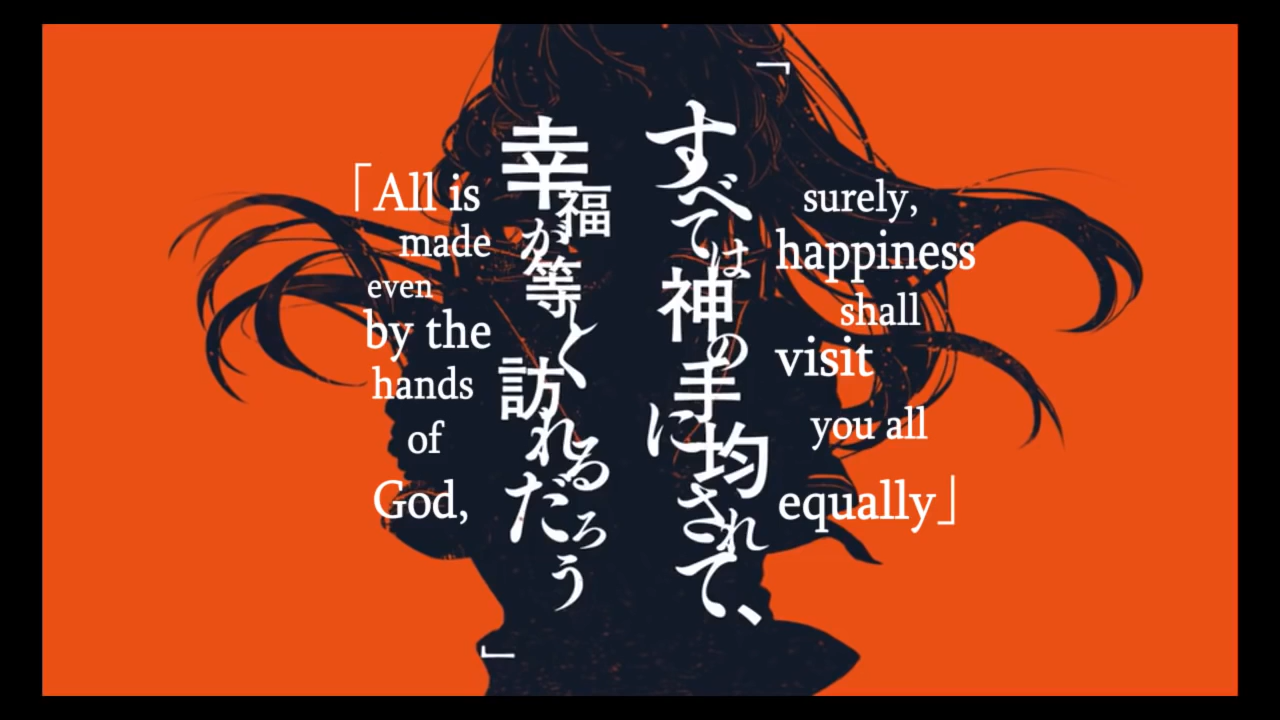 「すべては神の手に均されて、
幸福が等しく訪れるだろう」
「All is
made
even
by the
hands
of
God,
surely,
happiness
shall
visit
you all
equally」